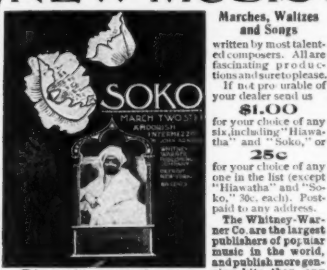 NEW MUSIC
SOKO
MARCH TWO STEP
A MOORISH
INTERMEZZO
Marches, Waltzes
and Songs
written by most talent-
ed composers. All are
fascinating produc-
tions and sure to please.
If not procurable of
your dealer send us
$1.00
for your choice of any
six, including "Hiawa-
tha" and "Soko," or
25c
for your choice of any
one in the list (except
"Hiawatha" and "So-
ko," 30c. each). Post-
paid to any address.
The Whitney-War-
ner Co. are the largest
publishers of popular
music in the world,
and publish more gen-